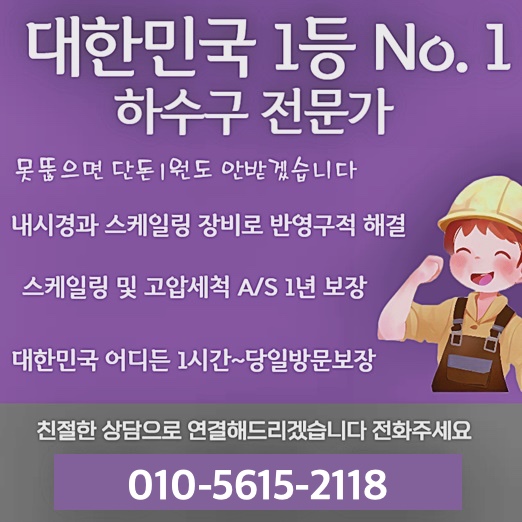 대한민국 1등 No. 1
하수구 전문가
못뚫으면 단돈1원도 안받겠습니다
내시경과 스케일링 장비로 반영구적 해결
스케일링 및 고압세척 A/S 1년 보장
대한민국 어디든 1시간~당일방문보장
친절한 상담으로 연결해드리겠습니다 전화주세요
010-5615-2118